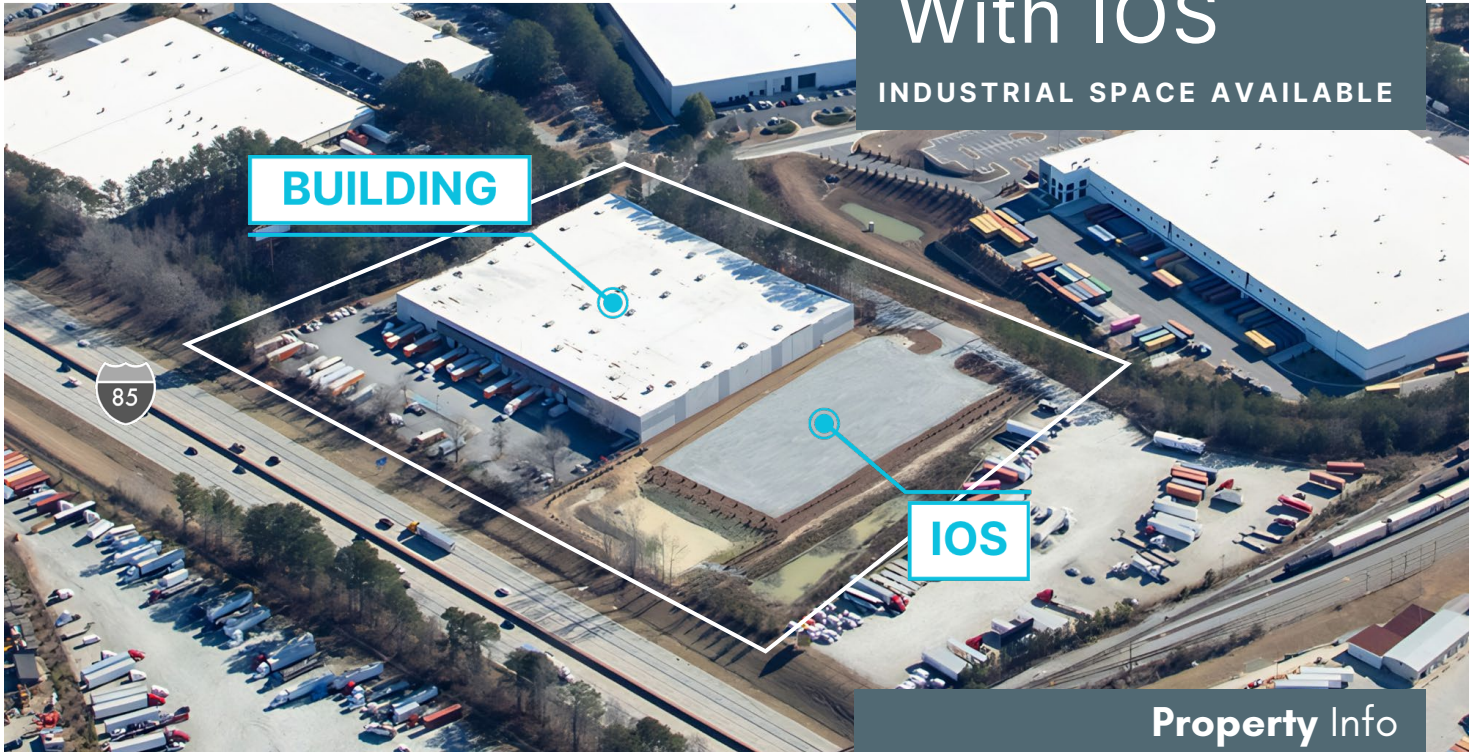 With IOS
INDUSTRIAL SPACE AVAILABLE
BUILDING
85
IOS
Property Info